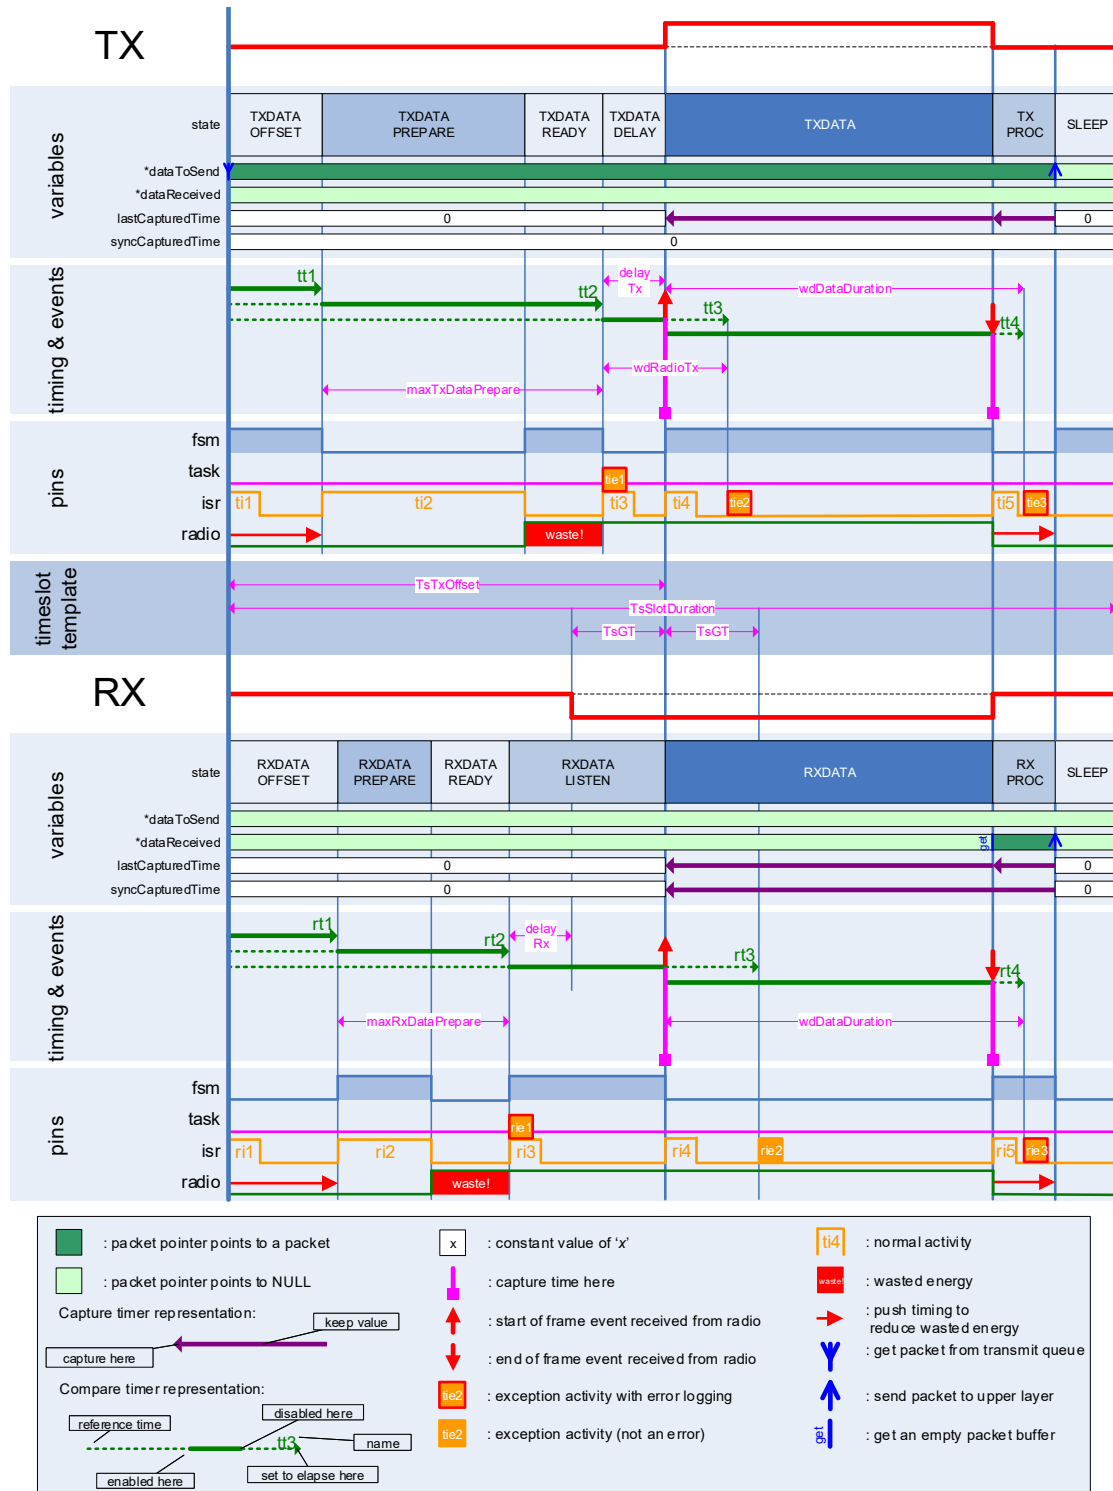 TX
variables
state
TXDATA
OFFSET
TXDATA
PREPARE
TXDATA
READY
TXDATA
DELAY
TXDATA
TX
PROC
SLEEP
*dataToSend
*dataReceived
lastCapturedTime
0
0
syncCapturedTime
0
timing & events
tt1
tt2
delay
Tx
tt3
wdDataDuration
tt4
wdRadioTx
maxTxDataPrepare
pins
fsm
task
tie1
isr
ti1
ti2
ti3
ti4
tie2
ti5
tie3
radio
waste!
timeslot
template
TsTxOffset
TsSlotDuration
TsGT
TsGT
RX
variables
state
RXDATA
OFFSET
RXDATA
PREPARE
RXDATA
READY
RXDATA
LISTEN
RXDATA
RX
PROC
SLEEP
*dataToSend
*dataReceived
get
lastCapturedTime
0
0
syncCapturedTime
0
0
timing & events
rt1
rt2
delay
Rx
rt3
rt4
maxRxDataPrepare
wdDataDuration
pins
fsm
task
rie1
isr
ri1
ri2
ri3
ri4
rie2
ri5
rie3
radio
waste!
: packet pointer points to a packet
: packet pointer points to NULL
Capture timer representation:
keep value
capture here
Compare timer representation:
disabled here
reference time
tt3
name
enabled here
set to elapse here
x
: constant value of ‘x’
: capture time here
: start of frame event received from radio
: end of frame event received from radio
tie2
: exception activity with error logging
tie2
: exception activity (not an error)
ti4
: normal activity
waste!
: wasted energy
: push timing to
reduce wasted energy
: get packet from transmit queue
: send packet to upper layer
get
: get an empty packet buffer